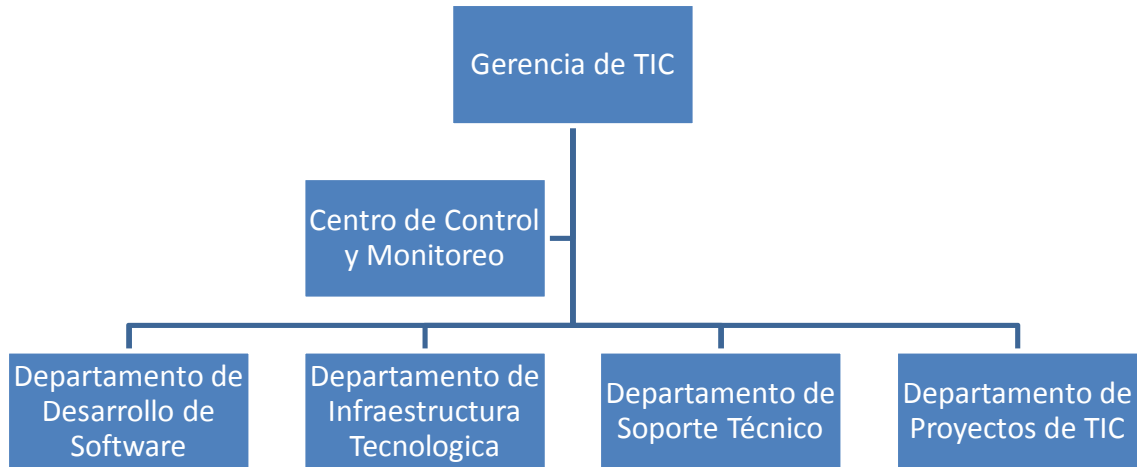 Gerencia de TIC
Centro de Control
y Monitoreo
Departamento de
Desarrollo de
Software
Departamento de
Infraestructura
Tecnologica
Departamento de
Soporte Técnico
Departamento de
Proyectos de TIC